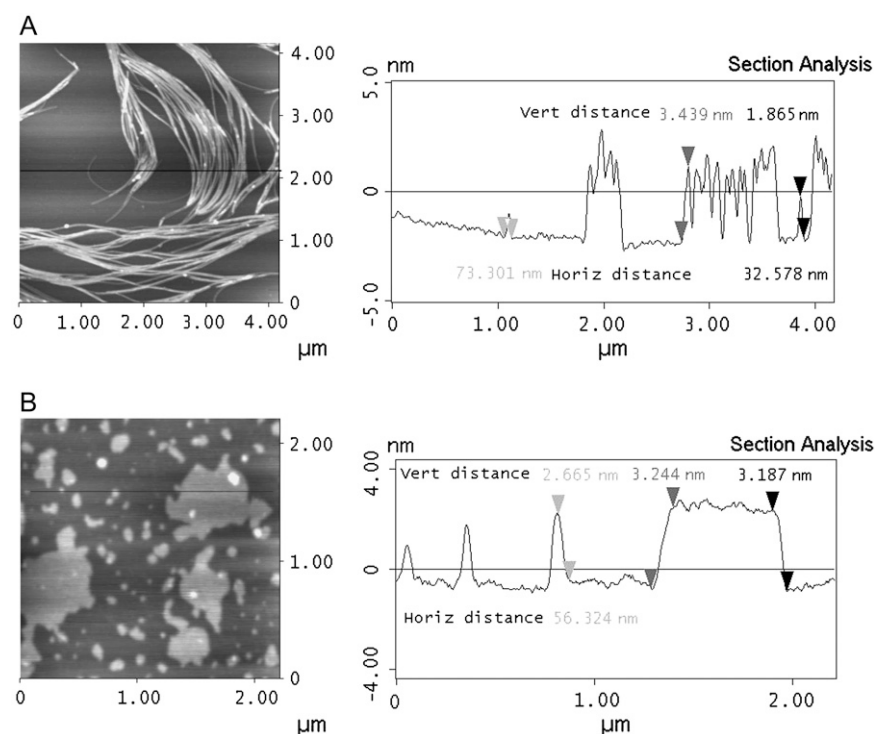 A
4.00
3.00
2.00
1.00
0
0 1.00 2.00 3.00 4.00
µm
nm Section Analysis
5.0
0
-5.0
Vert distance 3.439 nm 1.865 nm
73.301 nm Horiz distance 32.578 nm
0 1.00 2.00 3.00 4.00
µm
B
2.00
1.00
0
0 1.00 2.00
µm
nm Section Analysis
4.00
0
-4.00
Vert distance 2.665 nm 3.244 nm 3.187 nm
Horiz distance 56.324 nm
0 1.00 2.00
µm